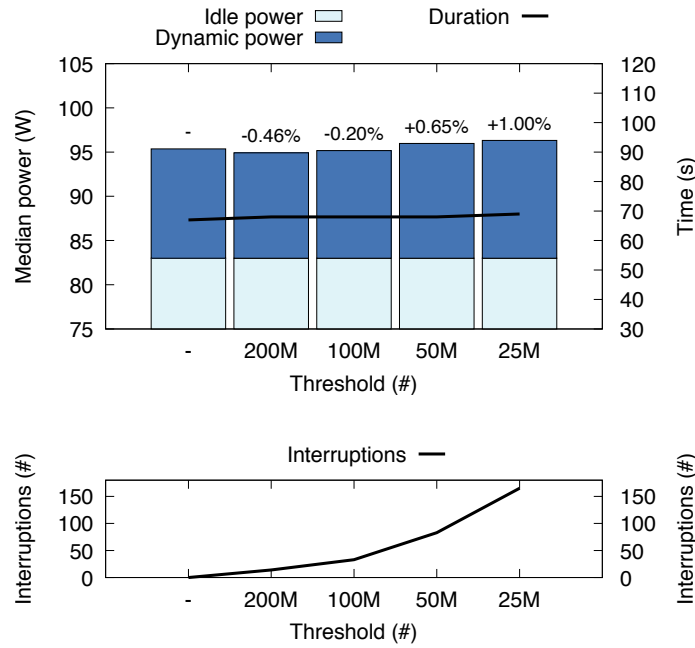 Idle power
Dynamic power
Duration
Median power (W)
Time (s)
105
100
95
90
85
80
75
120
110
100
90
80
70
60
50
40
30
-
-0.46%
-0.20%
+0.65%
+1.00%
- 200M 100M 50M 25M
Threshold (#)
Interruptions
Interruptions (#)
Interruptions (#)
150
100
50
0
150
100
50
0
- 200M 100M 50M 25M
Threshold (#)